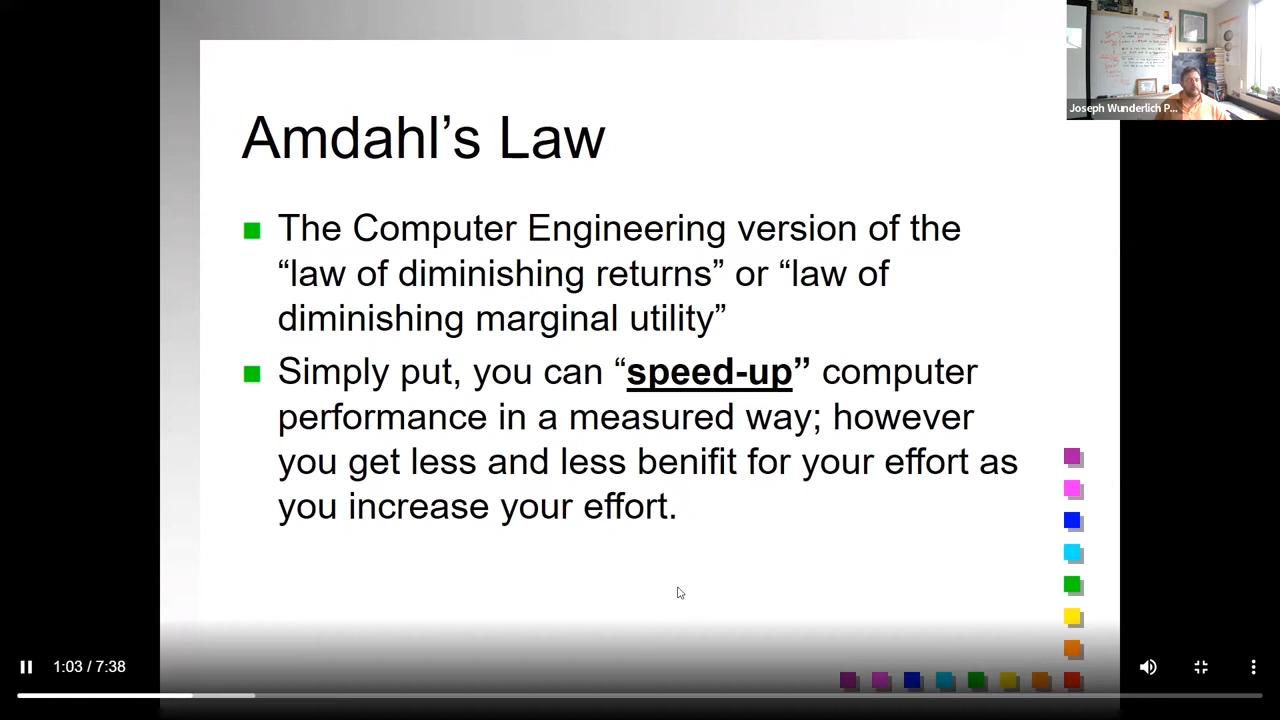 Joseph Wunderlich P...
Amdahl’s Law
The Computer Engineering version of the
“law of diminishing returns” or “law of
diminishing marginal utility”
Simply put, you can “speed-up” computer
performance in a measured way; however
you get less and less benifit for your effort as
you increase your effort.
1:03 / 7:38